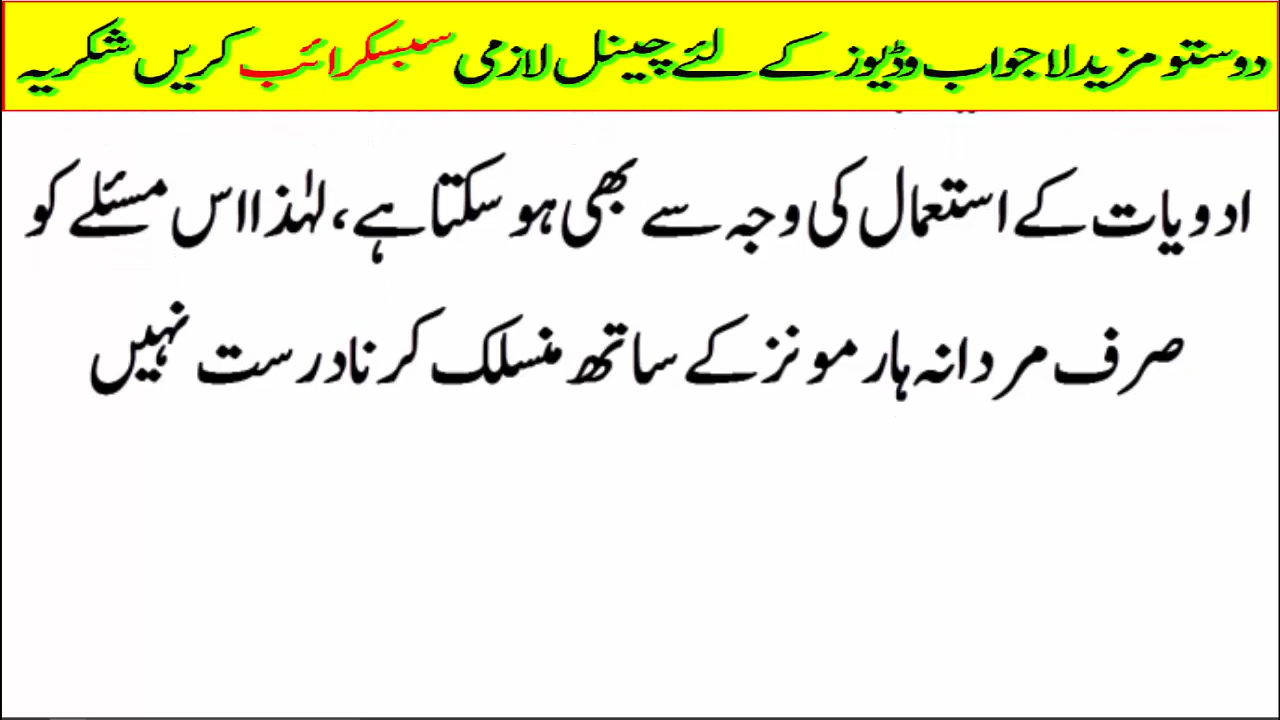 دوستو مزید لاجواب وڈیوز کے لئے چینل لازمی سبسکرائب کریں شکریہ
ادویات کے استعمال کی وجہ سے بھی ہو سکتا ہے، لہٰذا اس مسئلے کو
صرف مردانہ ہارمونز کے ساتھ منسلک کرنا درست نہیں